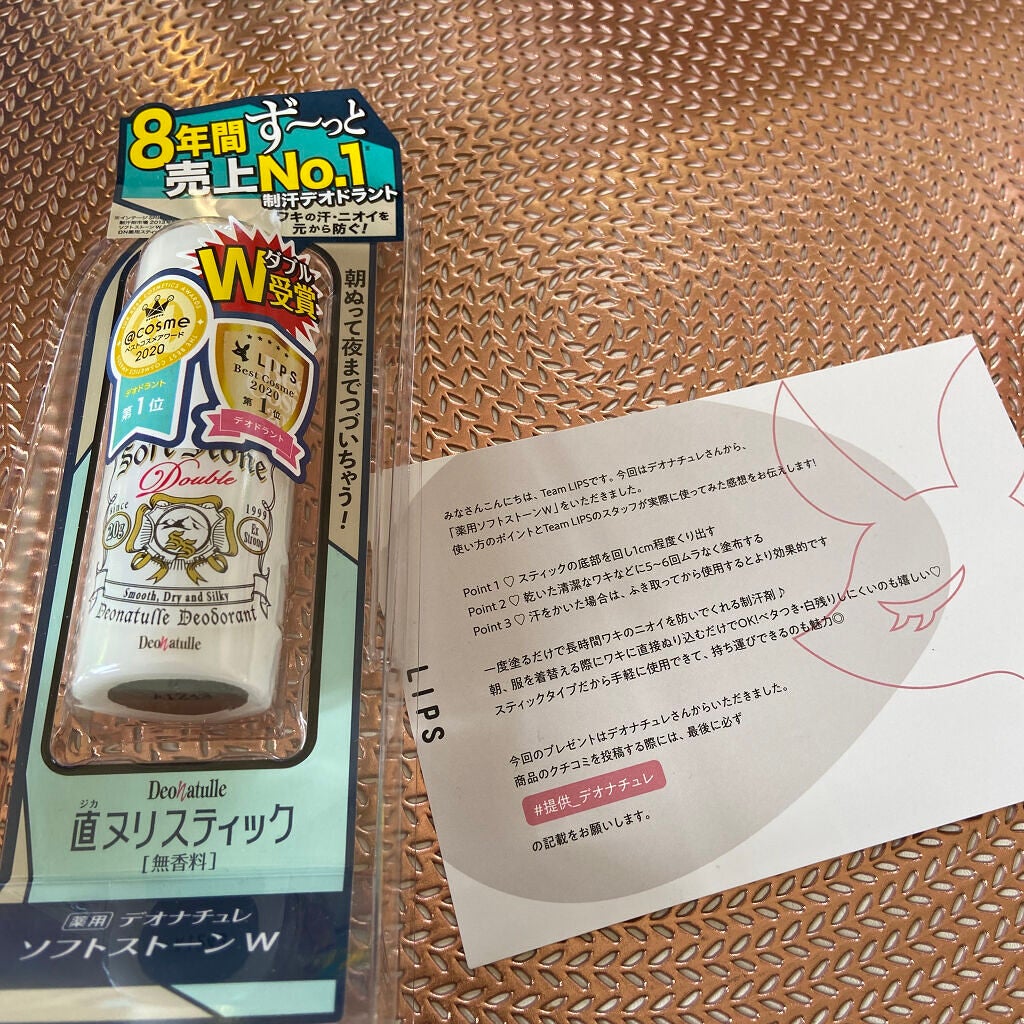 8年間ず〜っと
売上No.1※
制汗デオドラント
ワキの汗・ニオイを
元から防ぐ!
Wダブル
受賞
朝ぬって夜までつづいちゃう!
@cosme
ベストコスメアワード
2020
デオドラント
第1位
LIPS
Best Cosme
2020
第1位
デオドラント
Soft Stone
Double
since
1999
20g
Ex
Strong
SS
Smooth, Dry and Silky
Deonatulle Deodorant
Deonatulle
Deonatulle
ジカ
直ヌリスティック
[無香料]
薬用 デオナチュレ
ソフトストーンW
みなさんこんにちは、Team LIPSです。今回はデオナチュレさんから、
「薬用ソフトストーンW」をいただきました。
使い方のポイントとTeam LIPSのスタッフが実際に使ってみた感想をお伝えします!
Point 1♡ スティックの底部を回し1cm程度くり出す
Point 2♡ 乾いた清潔なワキなどに5〜6回ムラなく塗布する
Point 3♡ 汗をかいた場合は、ふき取ってから使用するとより効果的です
一度塗るだけで長時間ワキのニオイを防いでくれる制汗剤♪
朝、服を着替える際にワキに直接ぬり込むだけでOK!ベタつき・白残りしにくいのも嬉しい♡
スティックタイプだから手軽に使用できて、持ち運びできるのも魅力◎
今回のプレゼントはデオナチュレさんからいただきました。
商品のクチコミを投稿する際には、最後に必ず
#提供_デオナチュレ
の記載をお願いします。
LIPS